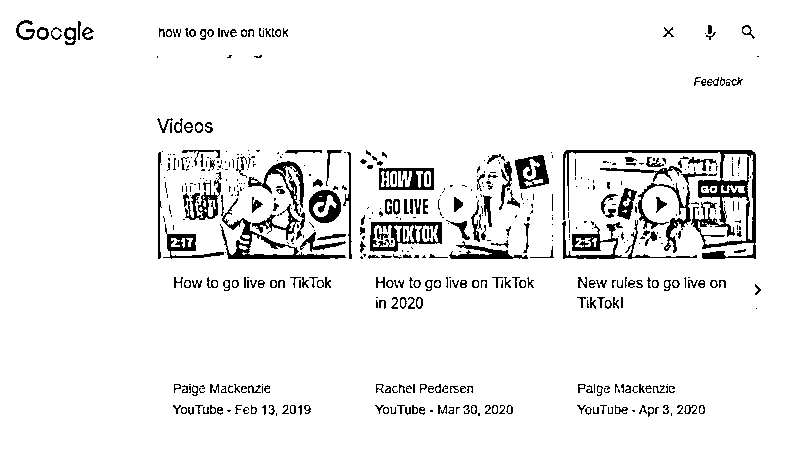 Google
how to go live on tiktok
Feedback
Videos
2:17
HOW TO
GO LIVE
ON TIKTOK
GO LIVE
2:51
How to go live on TikTok
How to go live on TikTok
in 2020
New rules to go live on
TikTok!
Paige Mackenzie
Rachel Pedersen
Paige Mackenzie
YouTube - Feb 13, 2019
YouTube - Mar 30, 2020
YouTube - Apr 3, 2020